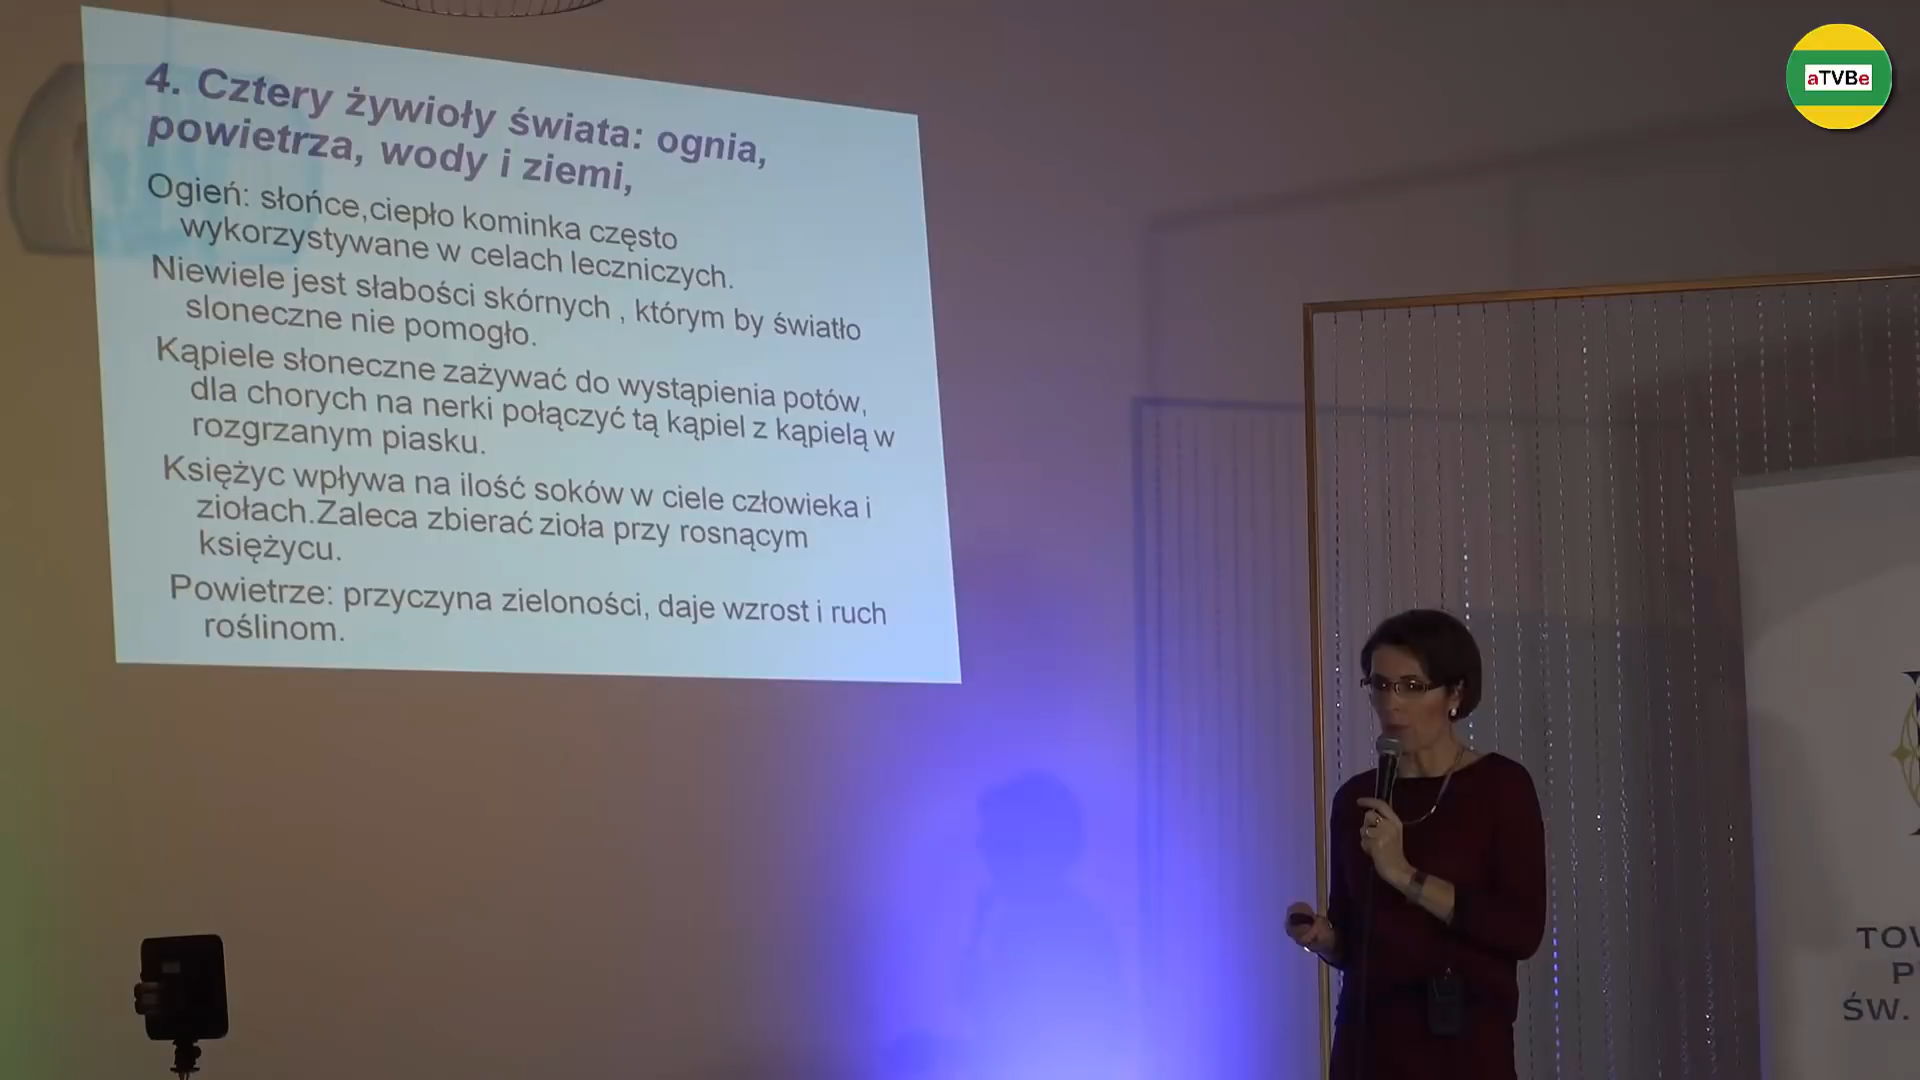 4. Cztery żywioły świata: ognia,
powietrza, wody i ziemi,
Ogień: słońce,ciepło kominka często
wykorzystywane w celach leczniczych.
Niewiele jest słabości skórnych , którym by światło
sloneczne nie pomogło.
Kąpiele słoneczne zażywać do wystąpienia potów,
dla chorych na nerki połączyć tą kąpiel z kąpielą w
rozgrzanym piasku.
Księżyc wpływa na ilość soków w ciele człowieka i
ziołach.Zaleca zbierać zioła przy rosnącym
księżycu.
Powietrze: przyczyna zieloności, daje wzrost i ruch
roślinom.
aTVBe
ŚW.